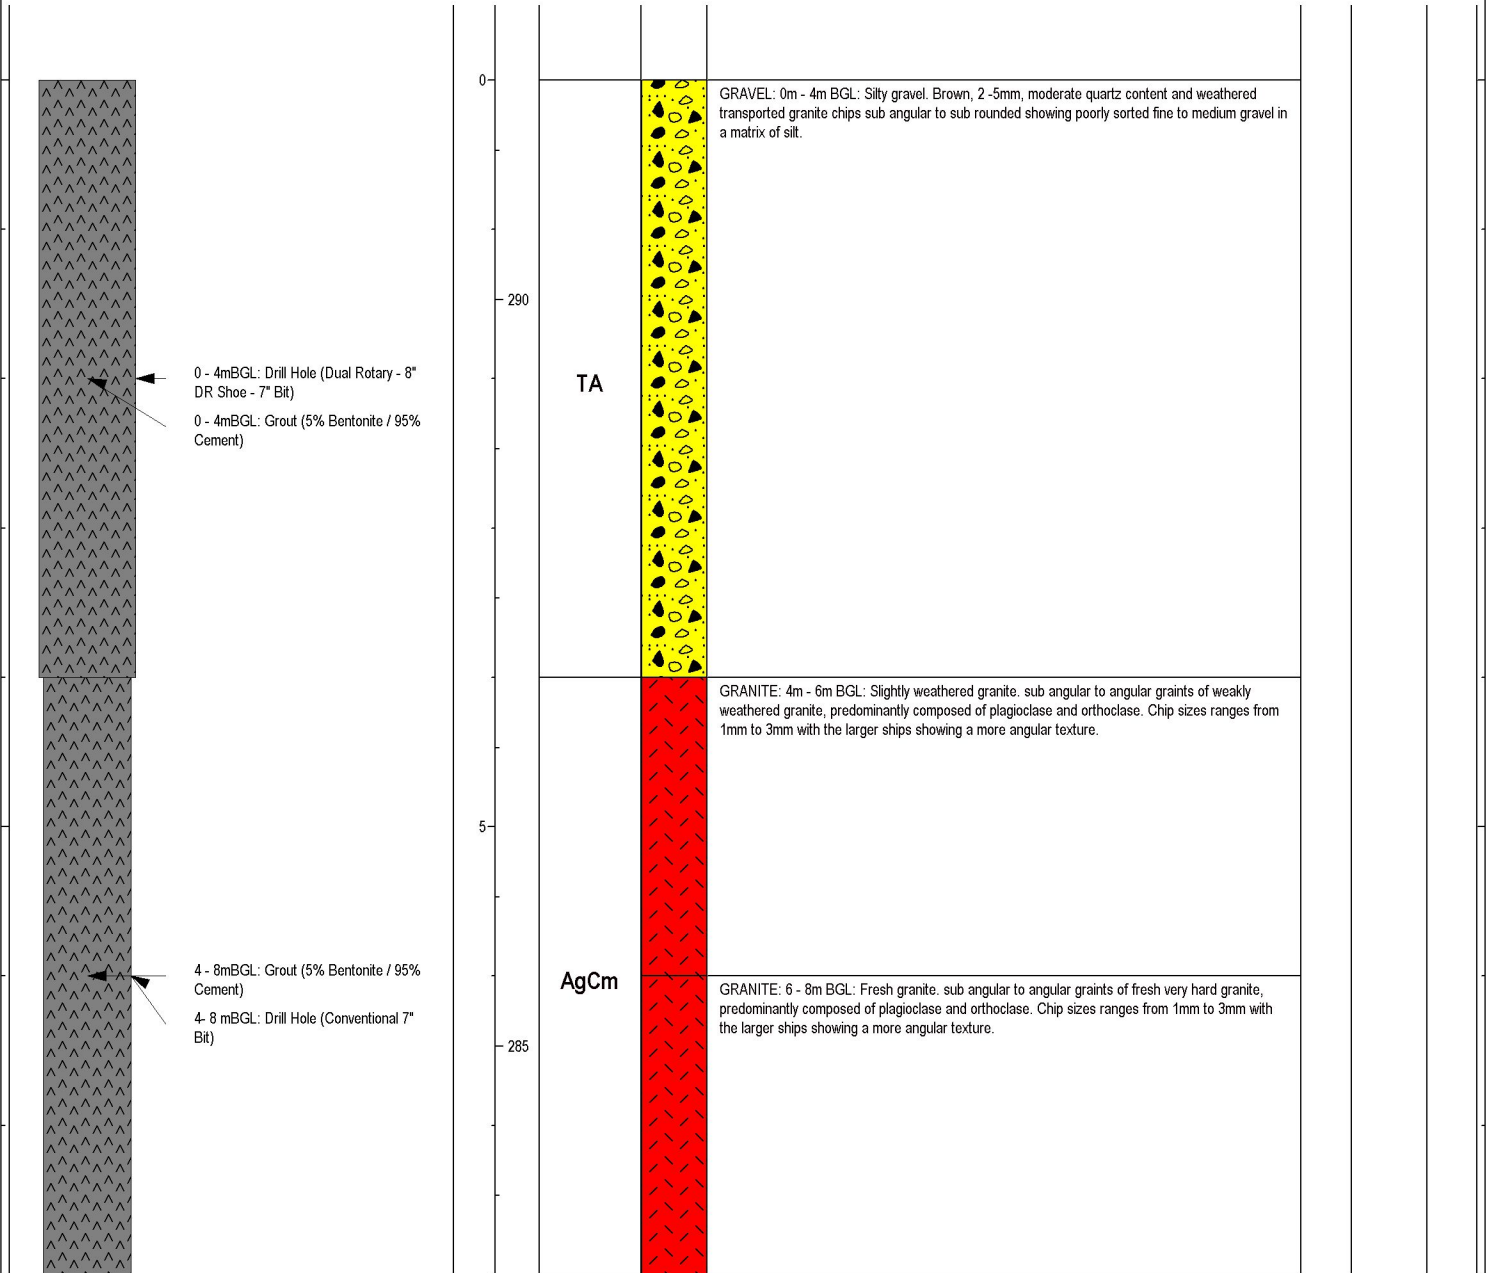 0
GRAVEL: 0m - 4m BGL: Silty gravel. Brown, 2 -5mm, moderate quartz content and weathered
transported granite chips sub angular to sub rounded showing poorly sorted fine to medium gravel in
a matrix of silt.
290
0 - 4mBGL: Drill Hole (Dual Rotary - 8"
DR Shoe - 7" Bit)
TA
0 - 4mBGL: Grout (5% Bentonite / 95%
Cement)
GRANITE: 4m - 6m BGL: Slightly weathered granite. sub angular to angular graints of weakly
weathered granite, predominantly composed of plagioclase and orthoclase. Chip sizes ranges from
1mm to 3mm with the larger ships showing a more angular texture.
5
4 - 8mBGL: Grout (5% Bentonite / 95%
Cement)
AgCm
GRANITE: 6 - 8m BGL: Fresh granite. sub angular to angular graints of fresh very hard granite,
predominantly composed of plagioclase and orthoclase. Chip sizes ranges from 1mm to 3mm with
the larger ships showing a more angular texture.
4- 8 mBGL: Drill Hole (Conventional 7"
Bit)
285